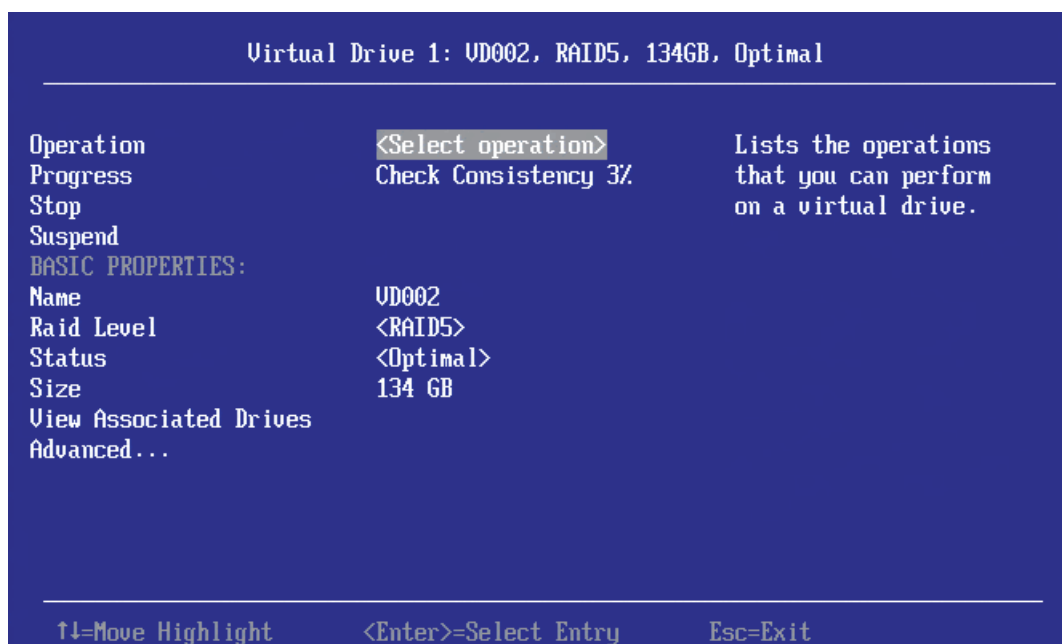 Virtual Drive 1: VD002, RAID5, 134GB, Optimal
Operation <Select operation> Lists the operations
Progress Check Consistency 3% that you can perform
Stop on a virtual drive.
Suspend
BASIC PROPERTIES:
Name VD002
Raid Level <RAID5>
Status <Optimal>
Size 134 GB
View Associated Drives
Advanced...
↑↓=Move Highlight <Enter>=Select Entry Esc=Exit